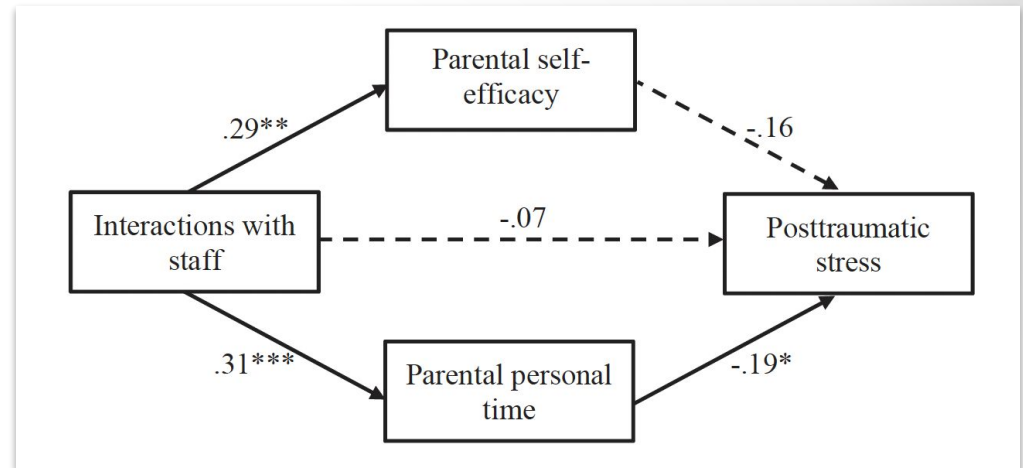 Parental self-
efficacy
.29**
-.16
Interactions with
staff
-.07
Posttraumatic
stress
.31***
Parental personal
time
-.19*